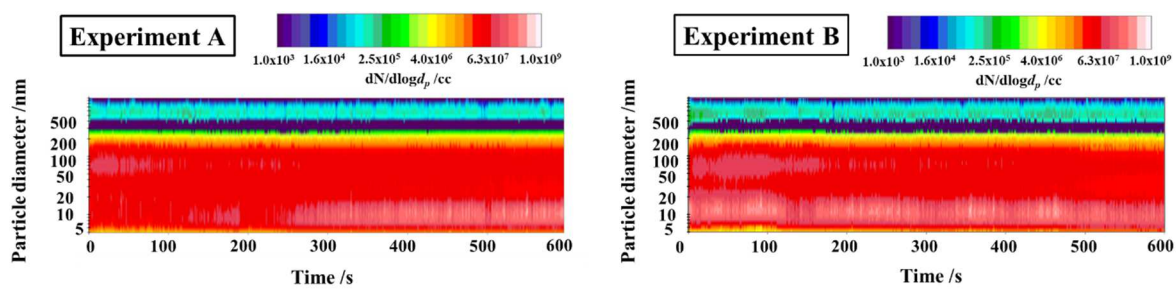 Experiment A
1.0x10³ 1.6x10⁴ 2.5x10⁵ 4.0x10⁶ 6.3x10⁷ 1.0x10⁹
dN/dlogdₚ /cc
Particle diameter /nm
500
200
100
50
20
10
5
0 100 200 300 400 500 600
Time /s
Experiment B
1.0x10³ 1.6x10⁴ 2.5x10⁵ 4.0x10⁶ 6.3x10⁷ 1.0x10⁹
dN/dlogdₚ /cc
Particle diameter /nm
500
200
100
50
20
10
5
0 100 200 300 400 500 600
Time /s